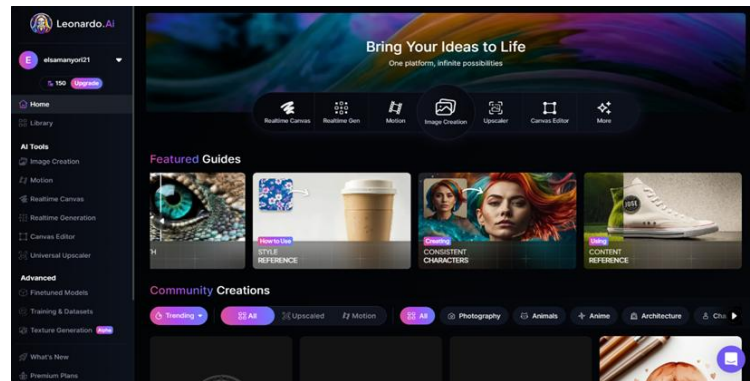 Leonardo.Ai
E elsamanyori21
150 Upgrade
Home
Library
AI Tools
Image Creation
Motion
Realtime Canvas
Realtime Generation
Canvas Editor
Universal Upscaler
Advanced
Finetuned Models
Training & Datasets
Texture Generation Alpha
What's New
Premium Plans
Bring Your Ideas to Life
One platform, infinite possibilities
Realtime Canvas
Realtime Gen
Motion
Image Creation
Upscaler
Canvas Editor
More
Featured Guides
TH
How to Use
STYLE
REFERENCE
Creating
CONSISTENT
CHARACTERS
Using
CONTENT
REFERENCE
Community Creations
Trending
All
Upscaled
Motion
All
Photography
Animals
Anime
Architecture
Cha